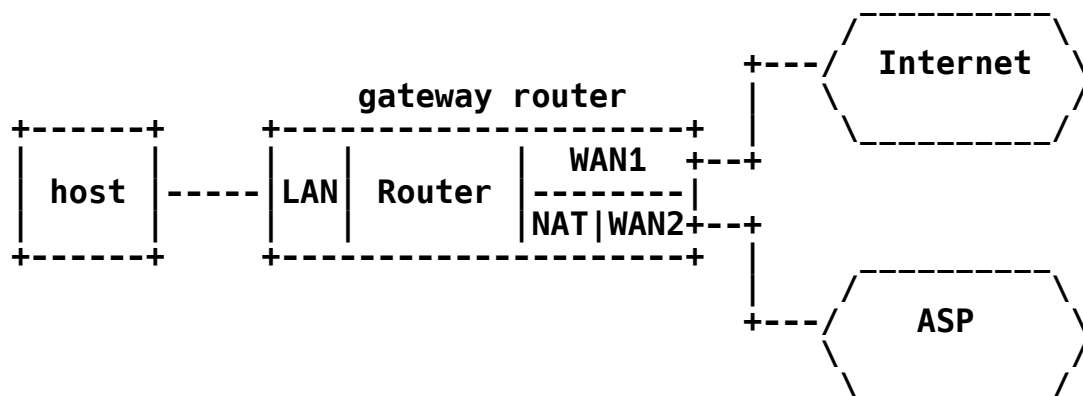 Internet
gateway router
WAN1
host LAN Router
NAT|WAN2
ASP